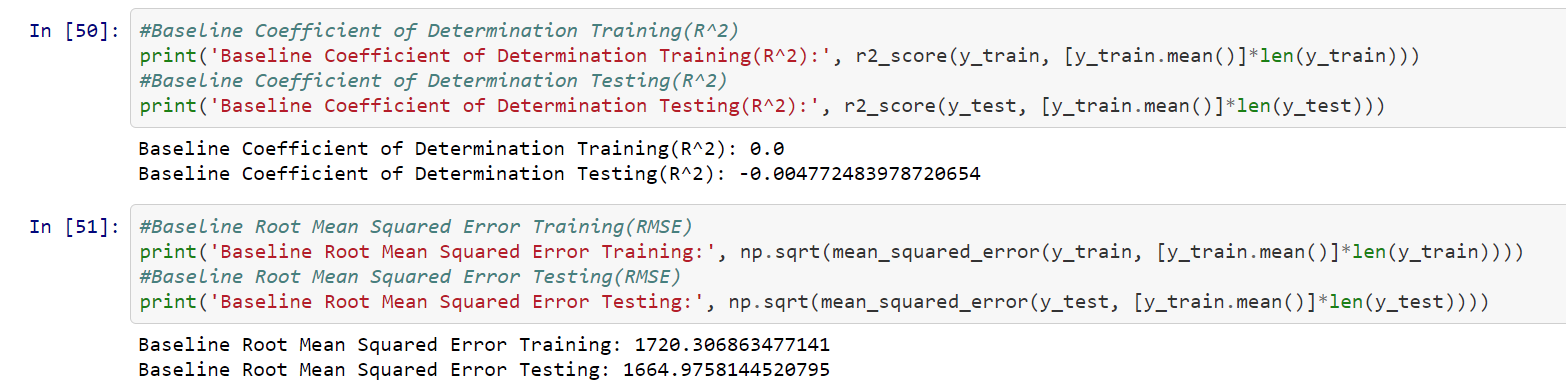 In [50]: #Baseline Coefficient of Determination Training(R^2)
print('Baseline Coefficient of Determination Training(R^2):', r2_score(y_train, [y_train.mean()]*len(y_train)))
#Baseline Coefficient of Determination Testing(R^2)
print('Baseline Coefficient of Determination Testing(R^2):', r2_score(y_test, [y_train.mean()]*len(y_test)))
Baseline Coefficient of Determination Training(R^2): 0.0
Baseline Coefficient of Determination Testing(R^2): -0.004772483978720654
In [51]: #Baseline Root Mean Squared Error Training(RMSE)
print('Baseline Root Mean Squared Error Training:', np.sqrt(mean_squared_error(y_train, [y_train.mean()]*len(y_train))))
#Baseline Root Mean Squared Error Testing(RMSE)
print('Baseline Root Mean Squared Error Testing:', np.sqrt(mean_squared_error(y_test, [y_train.mean()]*len(y_test))))
Baseline Root Mean Squared Error Training: 1720.306863477141
Baseline Root Mean Squared Error Testing: 1664.9758144520795